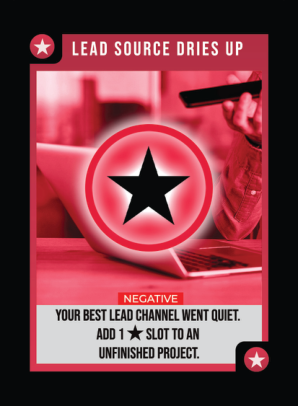 LEAD SOURCE DRIES UP
NEGATIVE
YOUR BEST LEAD CHANNEL WENT QUIET.
ADD 1 ★ SLOT TO AN
UNFINISHED PROJECT.